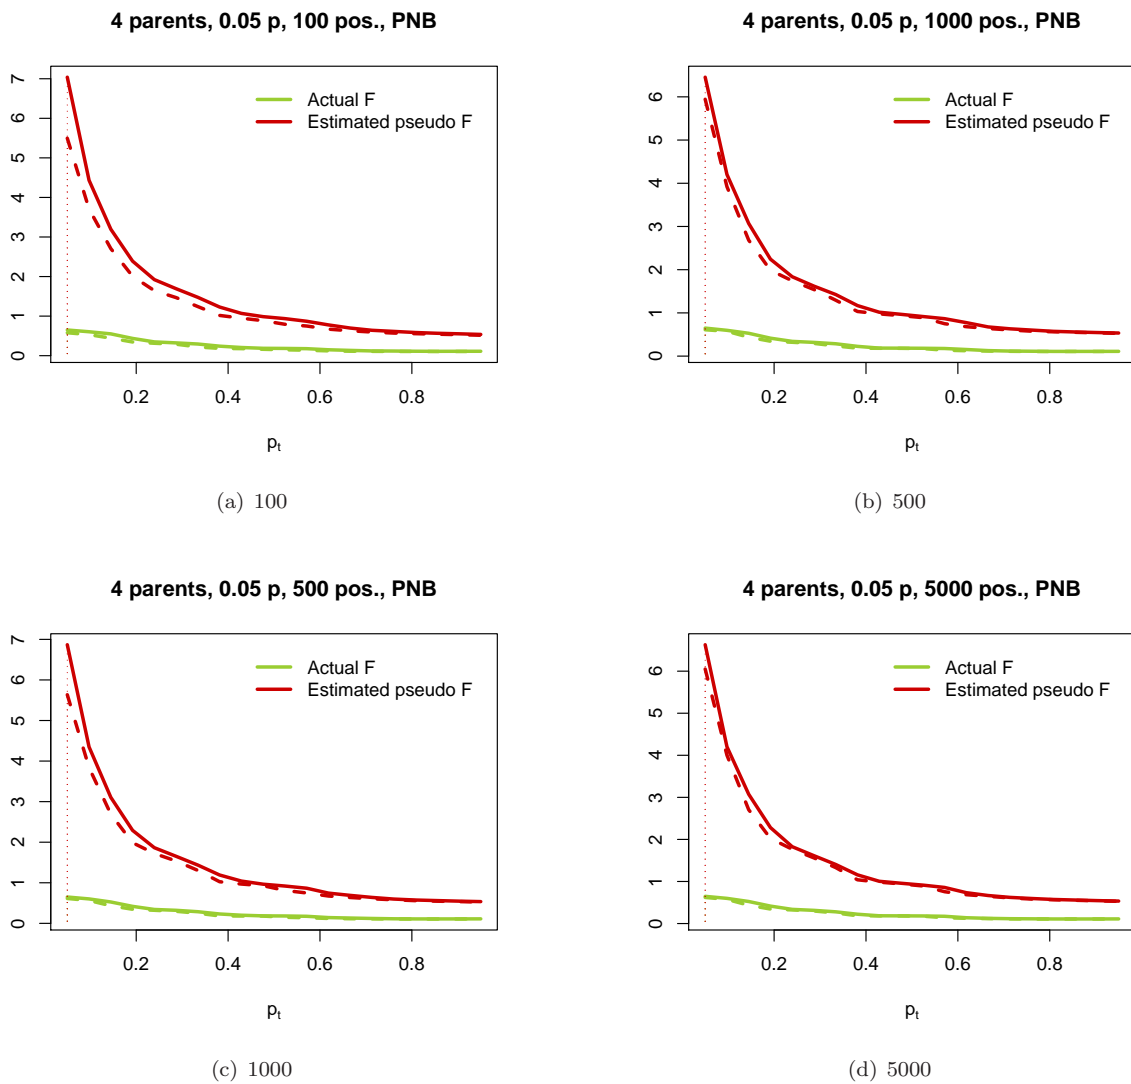 4 parents, 0.05 p, 100 pos., PNB
7
6
5
4
3
2
1
0
Actual F
Estimated pseudo F
0.2 0.4 0.6 0.8
pₜ
(a) 100
4 parents, 0.05 p, 1000 pos., PNB
6
5
4
3
2
1
0
Actual F
Estimated pseudo F
0.2 0.4 0.6 0.8
pₜ
(b) 500
4 parents, 0.05 p, 500 pos., PNB
7
6
5
4
3
2
1
0
Actual F
Estimated pseudo F
0.2 0.4 0.6 0.8
pₜ
(c) 1000
4 parents, 0.05 p, 5000 pos., PNB
6
5
4
3
2
1
0
Actual F
Estimated pseudo F
0.2 0.4 0.6 0.8
pₜ
(d) 5000